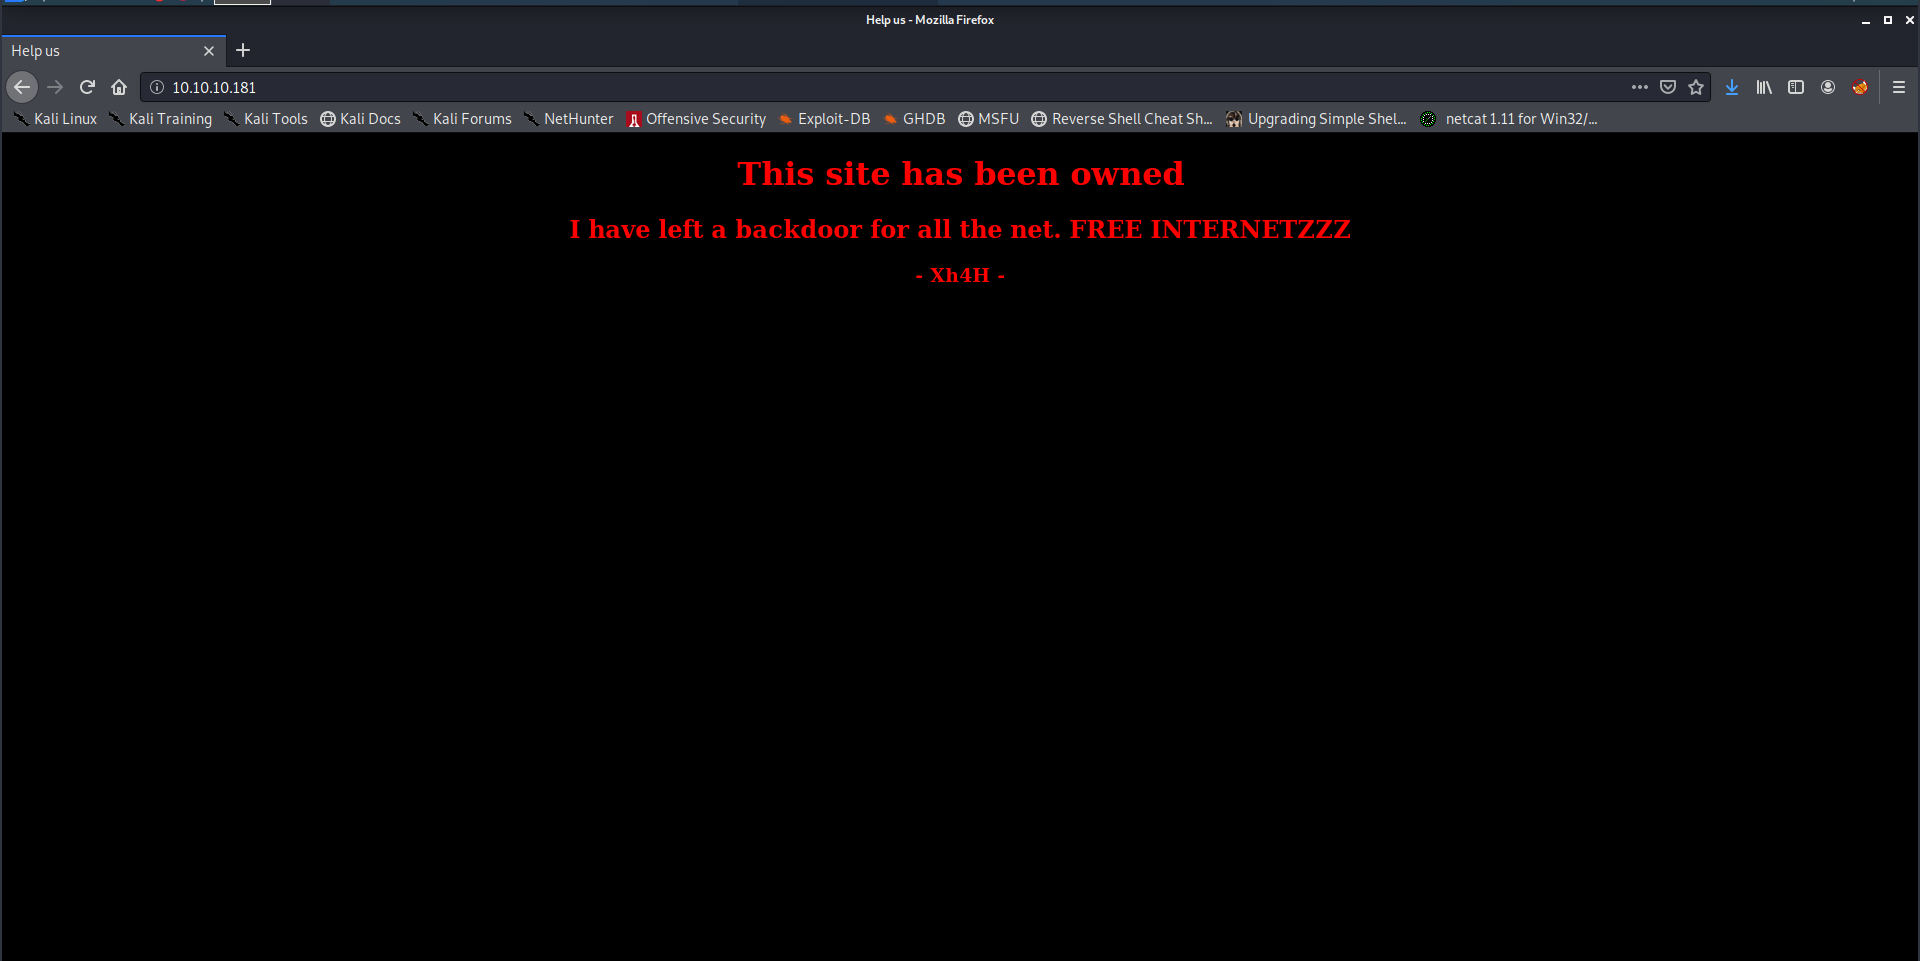 Help us - Mozilla Firefox
Help us
10.10.10.181
Kali Linux Kali Training Kali Tools Kali Docs Kali Forums NetHunter Offensive Security Exploit-DB GHDB MSFU Reverse Shell Cheat Sh... Upgrading Simple Shel... netcat 1.11 for Win32/...
This site has been owned
I have left a backdoor for all the net. FREE INTERNETZZZ
- Xh4H -